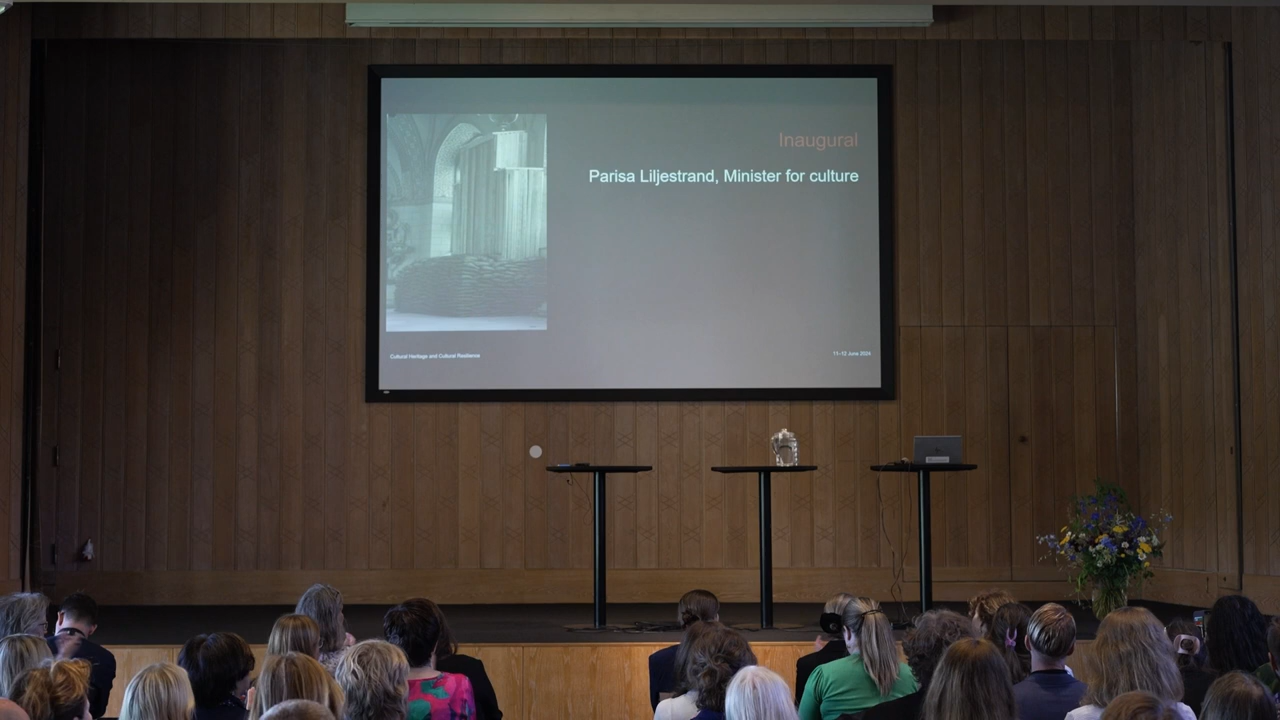 Inaugural
Parisa Liljestrand, Minister for culture
Cultural Heritage and Cultural Resilience
11–12 June 2024